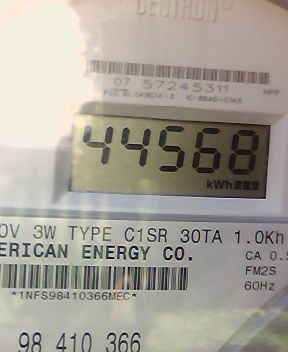 CENTRON®
07 57245311
44568
kWh
0V 3W TYPE C1SR 30TA 1.0Kh
ERICAN ENERGY CO.
CA 0.5
FM2S
60Hz
*1NFS98410366MEC*
98 410 366